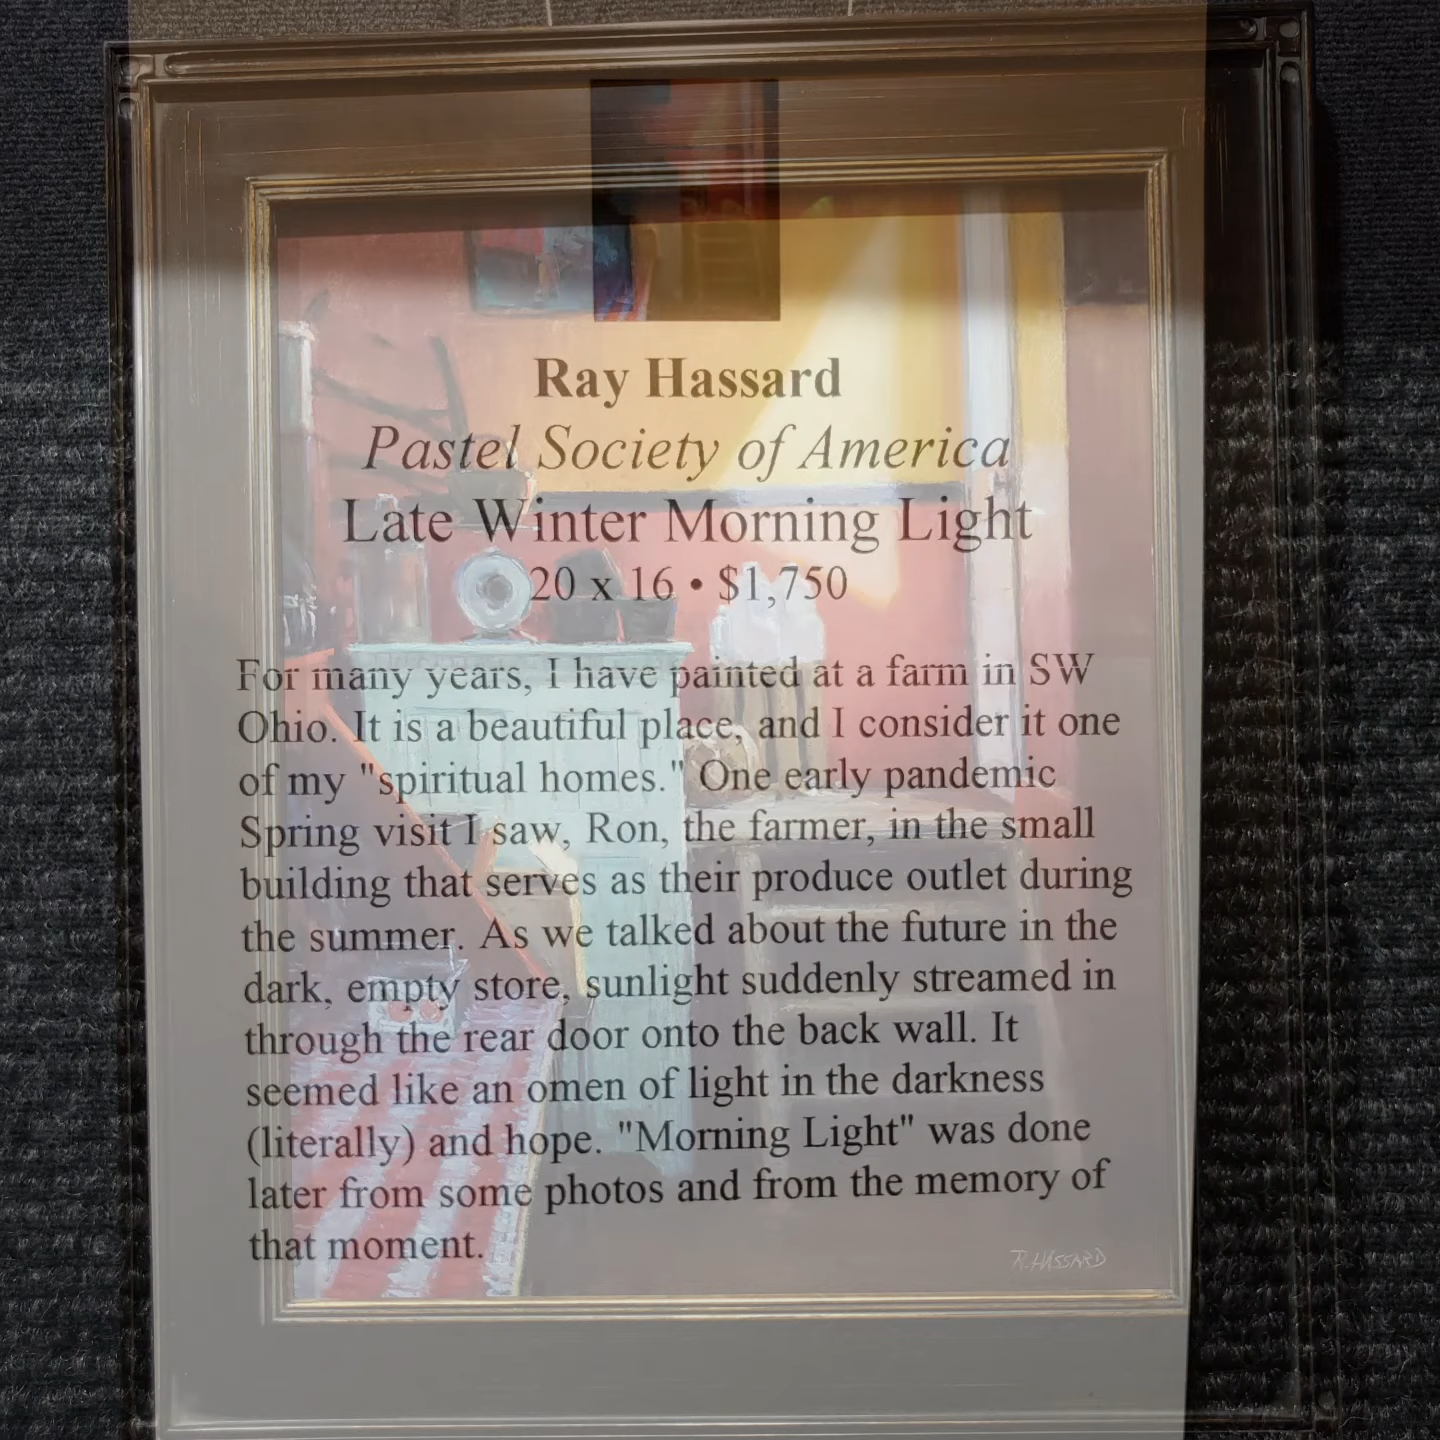 Ray Hassard
Pastel Society of America
Late Winter Morning Light
20 x 16 • $1,750
For many years, I have painted at a farm in SW
Ohio. It is a beautiful place, and I consider it one
of my "spiritual homes." One early pandemic
Spring visit I saw, Ron, the farmer, in the small
building that serves as their produce outlet during
the summer. As we talked about the future in the
dark, empty store, sunlight suddenly streamed in
through the rear door onto the back wall. It
seemed like an omen of light in the darkness
(literally) and hope. "Morning Light" was done
later from some photos and from the memory of
that moment.
R. HASSARD